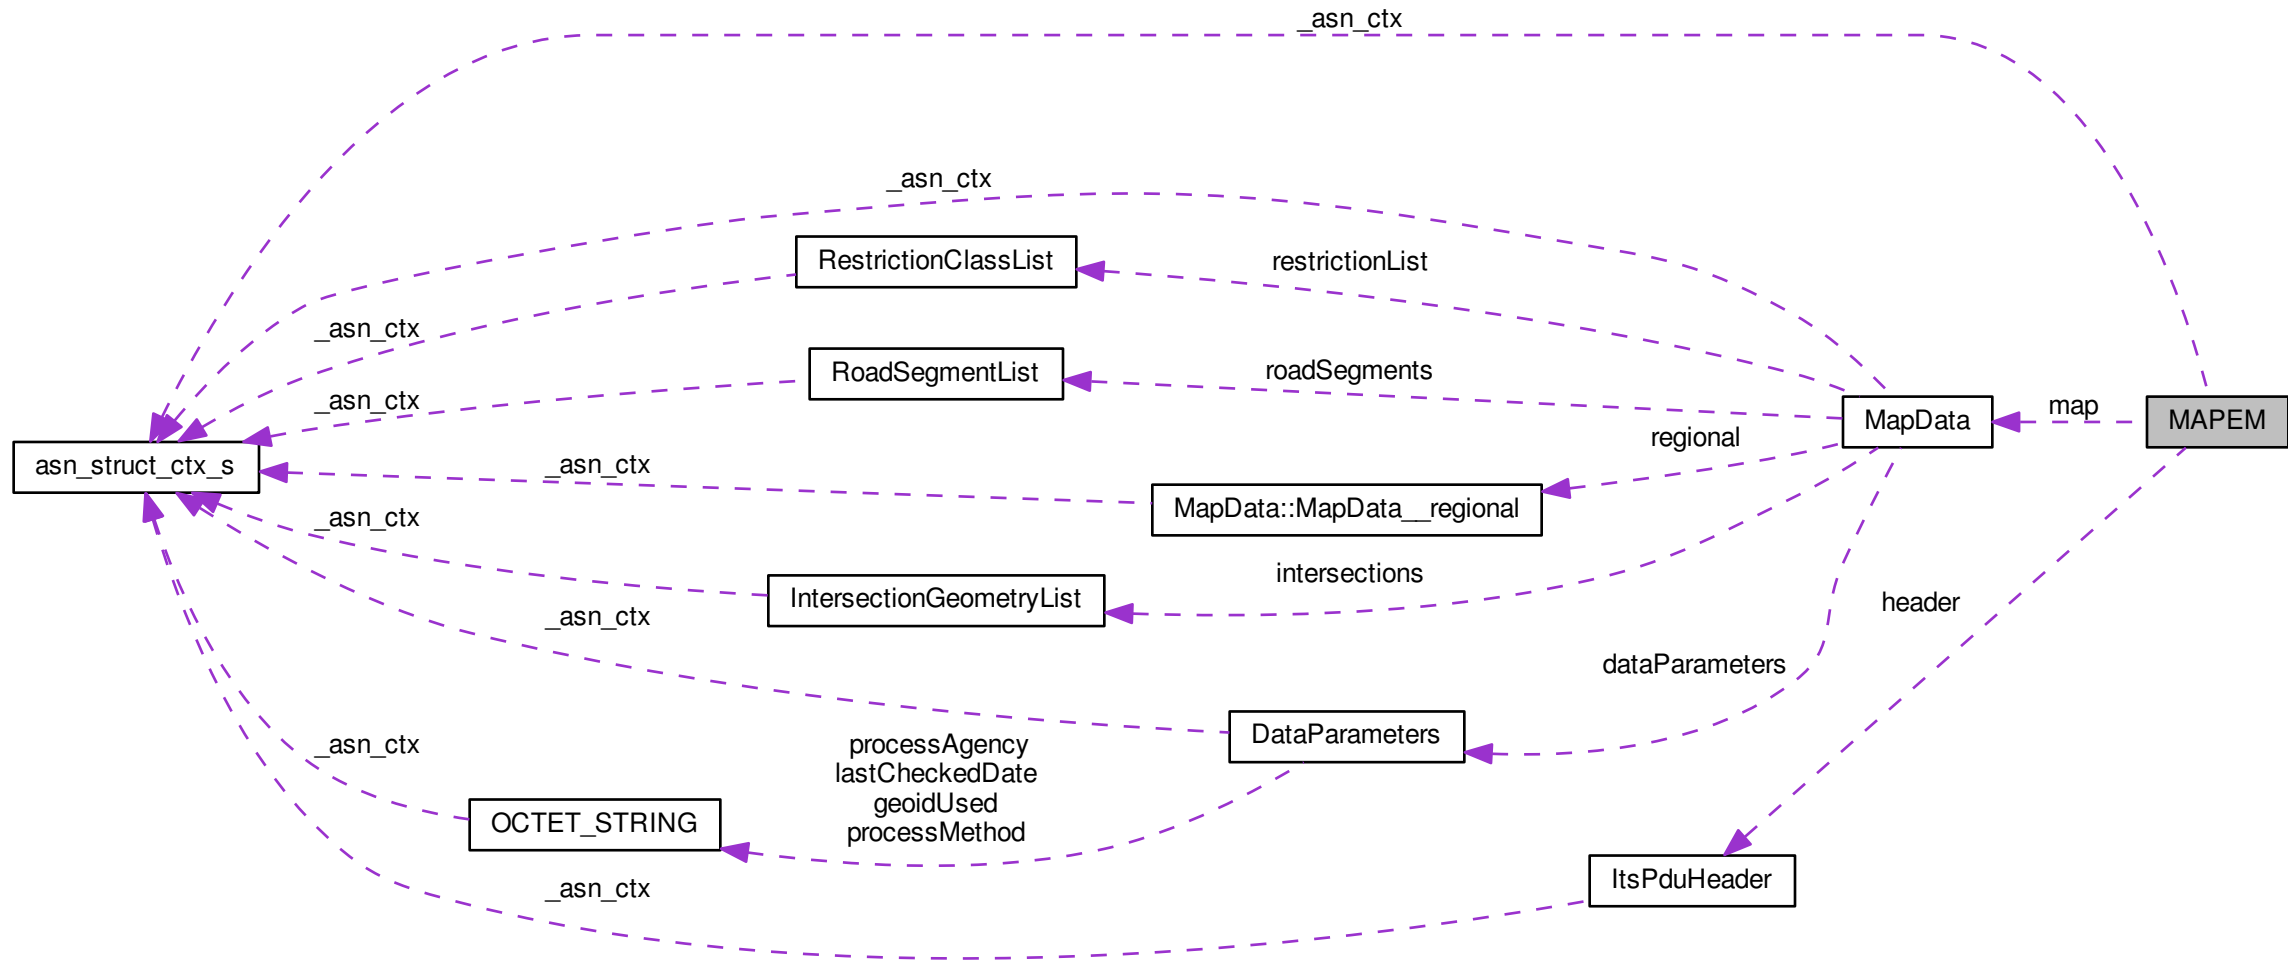 _asn_ctx
_asn_ctx
RestrictionClassList
restrictionList
_asn_ctx
RoadSegmentList
roadSegments
_asn_ctx
MapData
map
MAPEM
regional
asn_struct_ctx_s
_asn_ctx
MapData::MapData__regional
_asn_ctx
intersections
IntersectionGeometryList
header
_asn_ctx
dataParameters
DataParameters
_asn_ctx
processAgency
lastCheckedDate
geoidUsed
processMethod
OCTET_STRING
ItsPduHeader
_asn_ctx